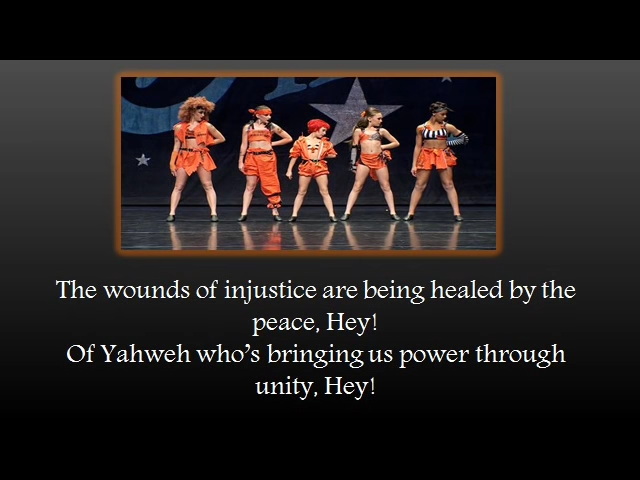 The wounds of injustice are being healed by the
peace, Hey!
Of Yahweh who's bringing us power through
unity, Hey!